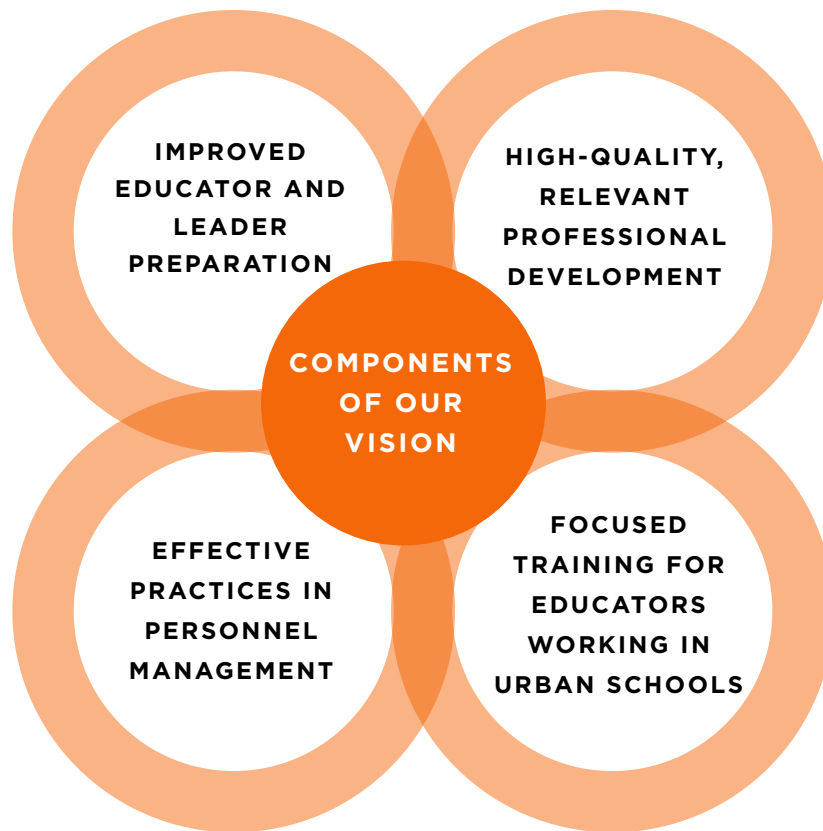 IMPROVED
EDUCATOR AND
LEADER
PREPARATION
HIGH-QUALITY,
RELEVANT
PROFESSIONAL
DEVELOPMENT
COMPONENTS
OF OUR
VISION
EFFECTIVE
PRACTICES IN
PERSONNEL
MANAGEMENT
FOCUSED
TRAINING FOR
EDUCATORS
WORKING IN
URBAN SCHOOLS